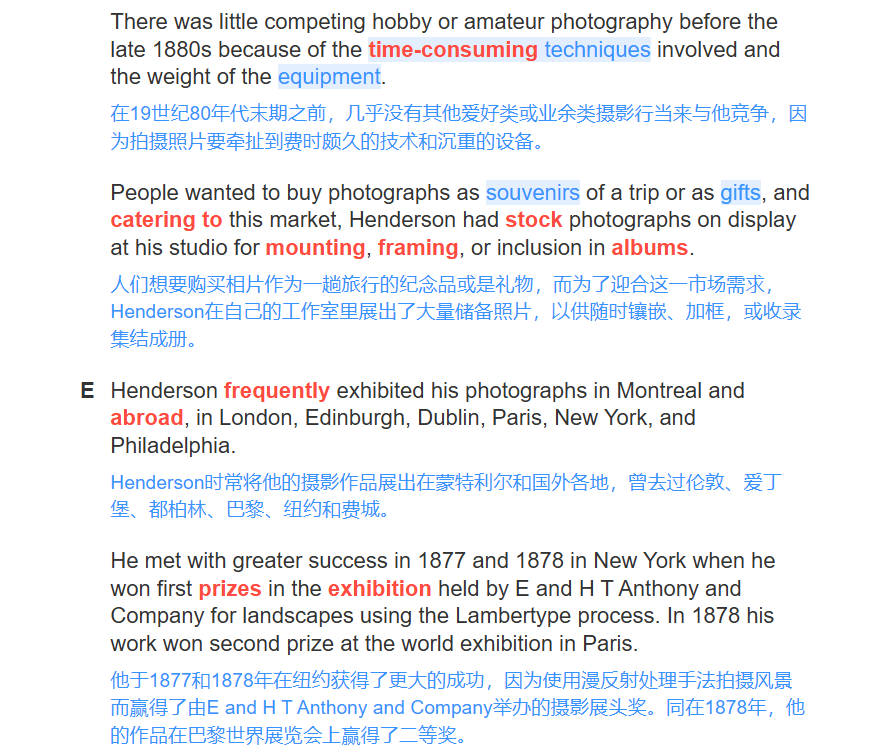 There was little competing hobby or amateur photography before the
late 1880s because of the time-consuming techniques involved and
the weight of the equipment.
在19世纪80年代末期之前，几乎没有其他爱好类或业余类摄影行当来与他竞争，因
为拍摄照片要牵扯到费时颇久的技术和沉重的设备。
People wanted to buy photographs as souvenirs of a trip or as gifts, and
catering to this market, Henderson had stock photographs on display
at his studio for mounting, framing, or inclusion in albums.
人们想要购买相片作为一趟旅行的纪念品或是礼物，而为了迎合这一市场需求，
Henderson在自己的工作室里展出了大量储备照片，以供随时镶嵌、加框，或收录
集结成册。
E Henderson frequently exhibited his photographs in Montreal and
abroad, in London, Edinburgh, Dublin, Paris, New York, and
Philadelphia.
Henderson时常将他的摄影作品展出在蒙特利尔和国外各地，曾去过伦敦、爱丁
堡、都柏林、巴黎、纽约和费城。
He met with greater success in 1877 and 1878 in New York when he
won first prizes in the exhibition held by E and H T Anthony and
Company for landscapes using the Lambertype process. In 1878 his
work won second prize at the world exhibition in Paris.
他于1877和1878年在纽约获得了更大的成功，因为使用漫反射处理手法拍摄风景
而赢得了由E and H T Anthony and Company举办的摄影展头奖。同在1878年，他
的作品在巴黎世界展览会上赢得了二等奖。